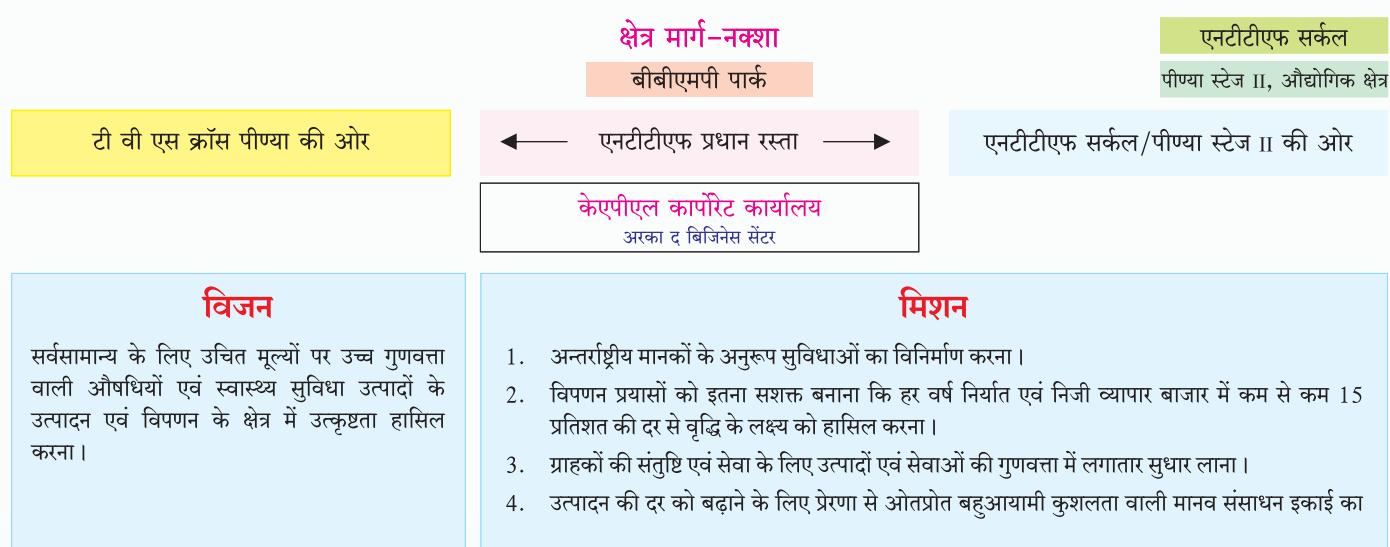 क्षेत्र मार्ग-नक्शा
एनटीटीएफ सर्कल
बीबीएमपी पार्क
पीण्या स्टेज II, औद्योगिक क्षेत्र
टी वी एस क्रॉस पीण्या की ओर
एनटीटीएफ प्रधान रस्ता
एनटीटीएफ सर्कल/पीण्या स्टेज II की ओर
केएपीएल कार्पोरेट कार्यालय
अरका द बिजिनेस सेंटर
विजन
सर्वसामान्य के लिए उचित मूल्यों पर उच्च गुणवत्ता
वाली औषधियों एवं स्वास्थ्य सुविधा उत्पादों के
उत्पादन एवं विपणन के क्षेत्र में उत्कृष्टता हासिल
करना।
मिशन
1. अन्तर्राष्ट्रीय मानकों के अनुरूप सुविधाओं का विनिर्माण करना।
2. विपणन प्रयासों को इतना सशक्त बनाना कि हर वर्ष निर्यात एवं निजी व्यापार बाजार में कम से कम 15
प्रतिशत की दर से वृद्धि के लक्ष्य को हासिल करना।
3. ग्राहकों की संतुष्टि एवं सेवा के लिए उत्पादों एवं सेवाओं की गुणवत्ता में लगातार सुधार लाना।
4. उत्पादन की दर को बढ़ाने के लिए प्रेरणा से ओतप्रोत बहुआयामी कुशलता वाली मानव संसाधन इकाई का